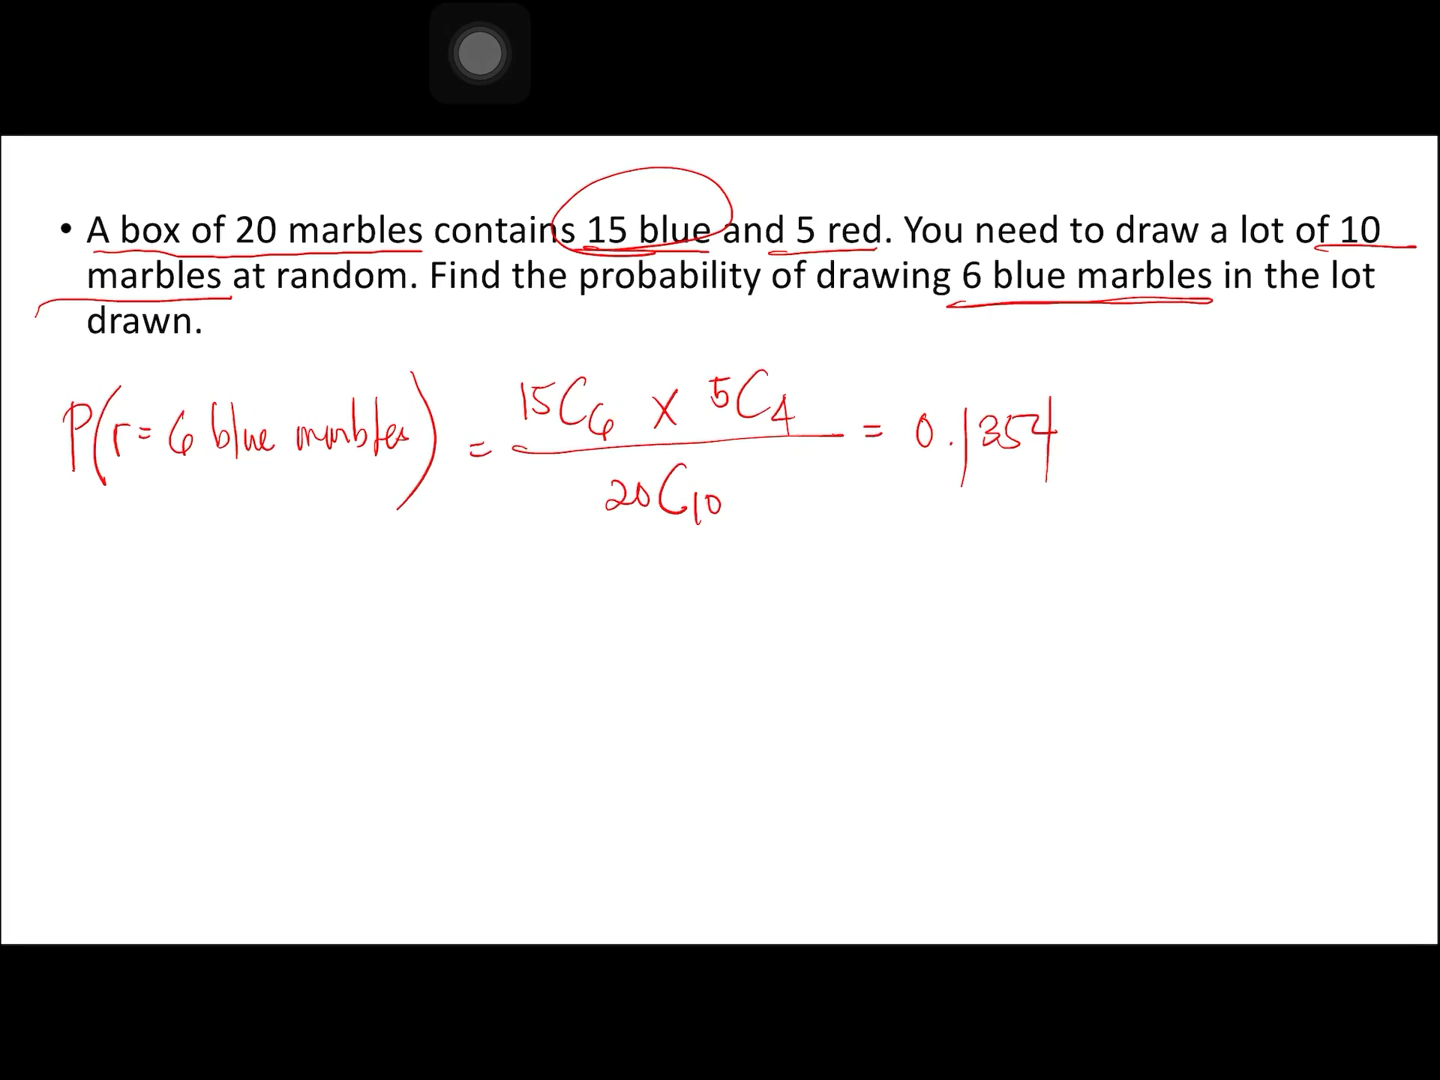 • A box of 20 marbles contains 15 blue and 5 red. You need to draw a lot of 10
marbles at random. Find the probability of drawing 6 blue marbles in the lot
drawn.
P(r = 6 blue marbles) = 15C6 x 5C4 / 20C10 = 0.1354